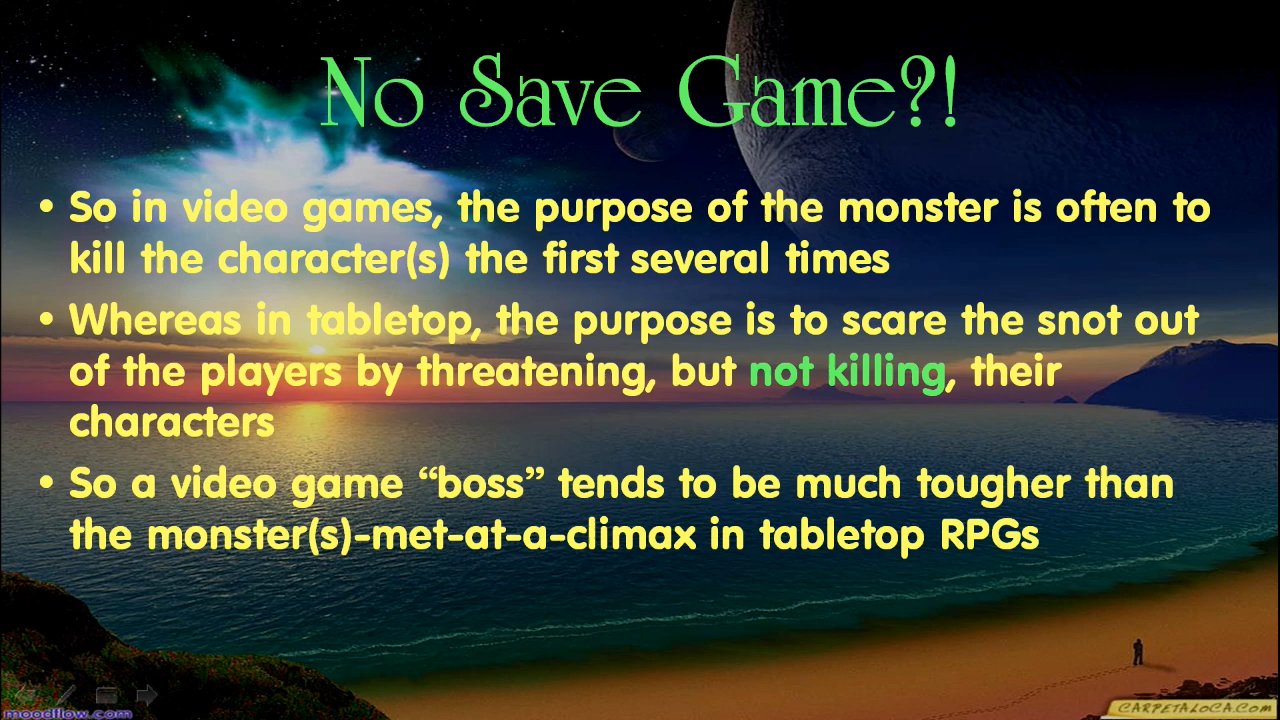 No Save Game?!
• So in video games, the purpose of the monster is often to
kill the character(s) the first several times
• Whereas in tabletop, the purpose is to scare the snot out
of the players by threatening, but not killing, their
characters
• So a video game “boss” tends to be much tougher than
the monster(s)-met-at-a-climax in tabletop RPGs
moodflow.com
CARPETALOCA.COM